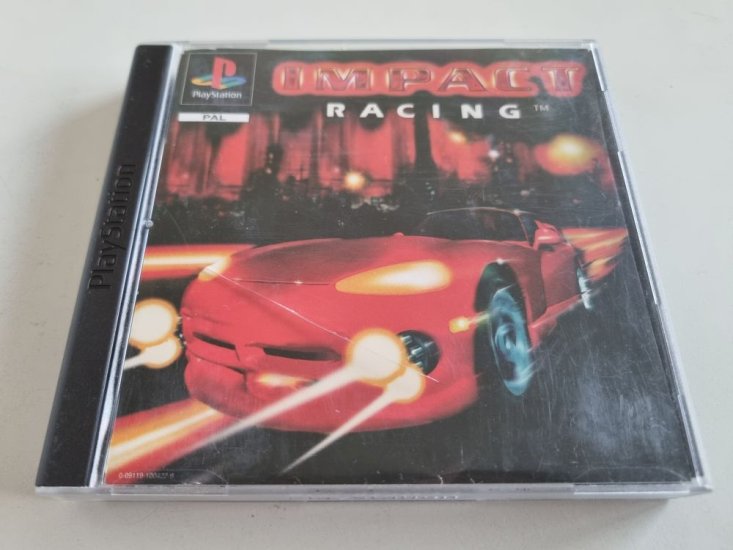 PlayStation
PlayStation
PAL
IMPACT
RACING™